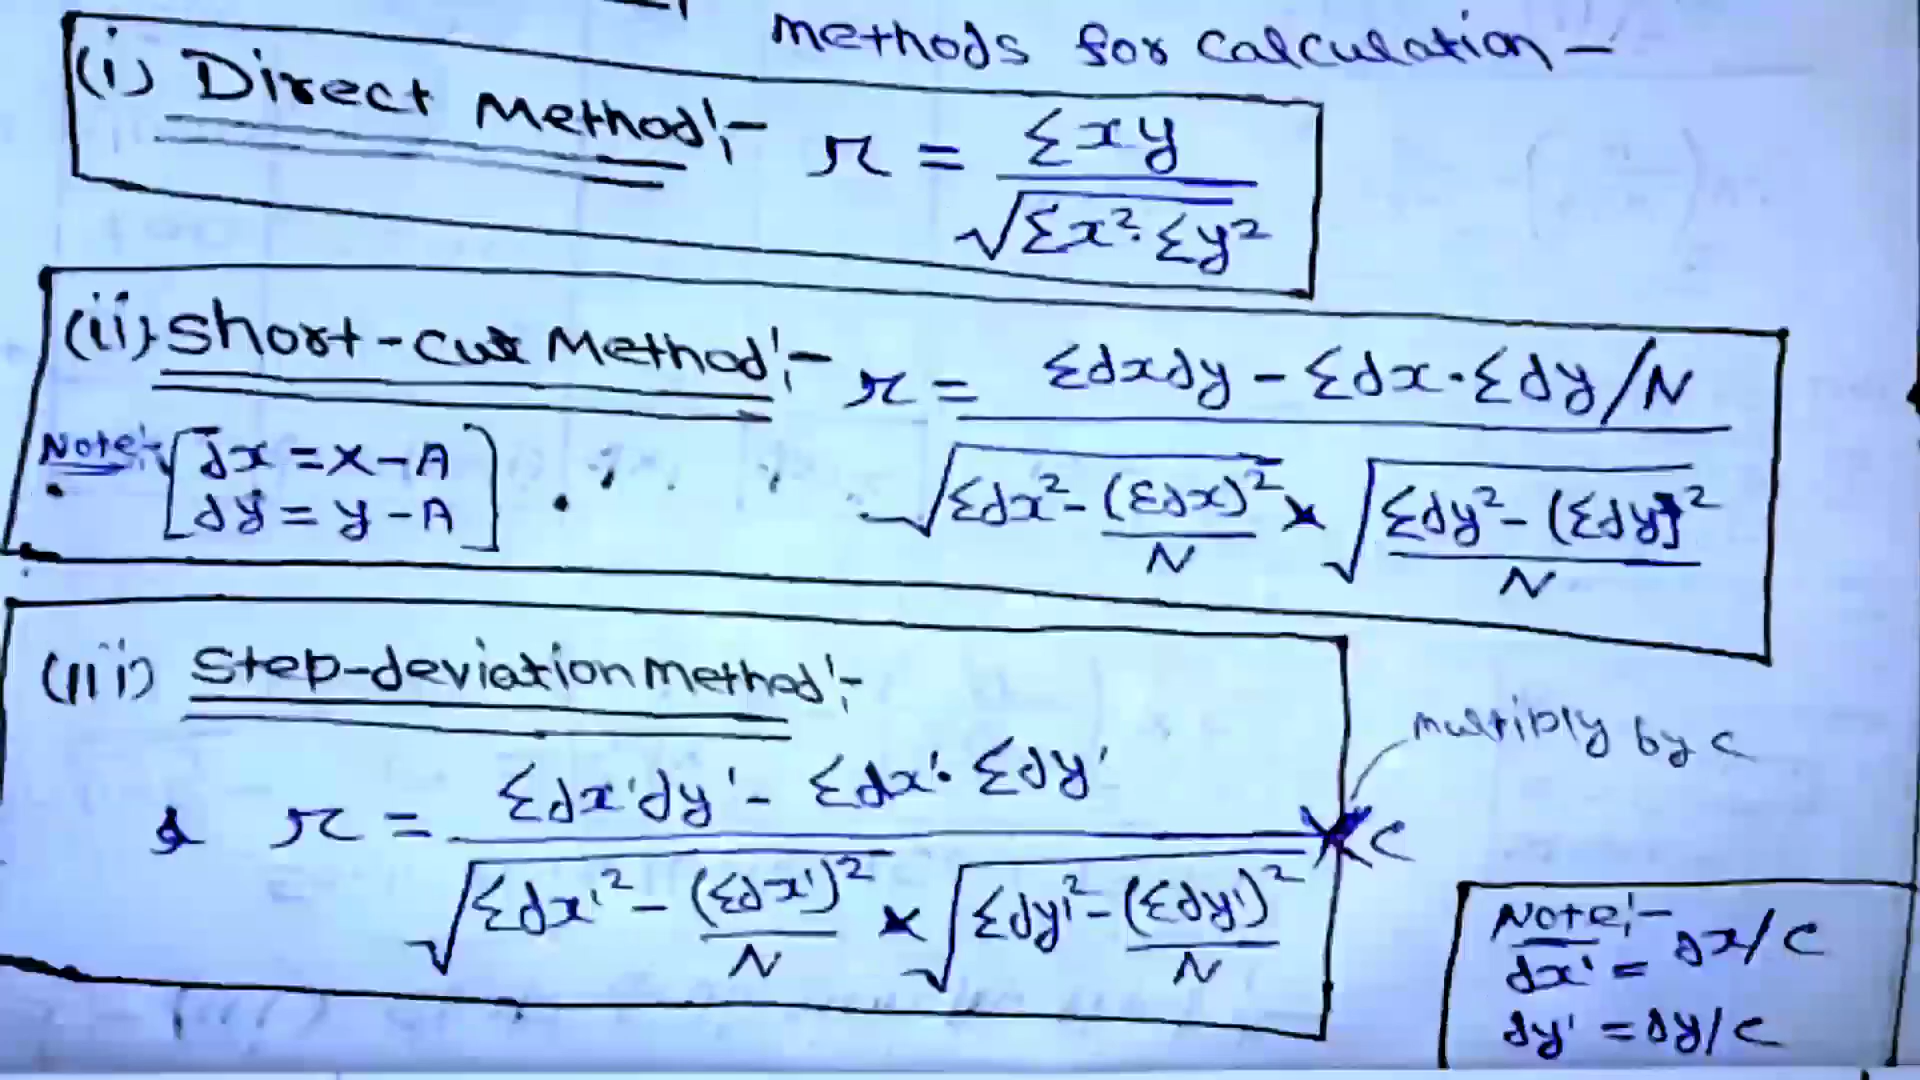 methods for calculation –
(i) Direct Method:- r = Σxy / √Σx²·Σy²
(ii) Short-cut Method:- r = Σdxdy – Σdx·Σdy/N
√Σdx² – (Σdx)²/N × √Σdy² – (Σdy)²/N
Note:- [dx = x – A
dy = y – A]
(iii) Step-deviation Method:-
multiply by c
r = Σdx'dy' – Σdx'·Σdy' × c
√Σdx'² – (Σdx')²/N × √Σdy'² – (Σdy')²/N
Note:-
dx' = dx/c
dy' = dy/c